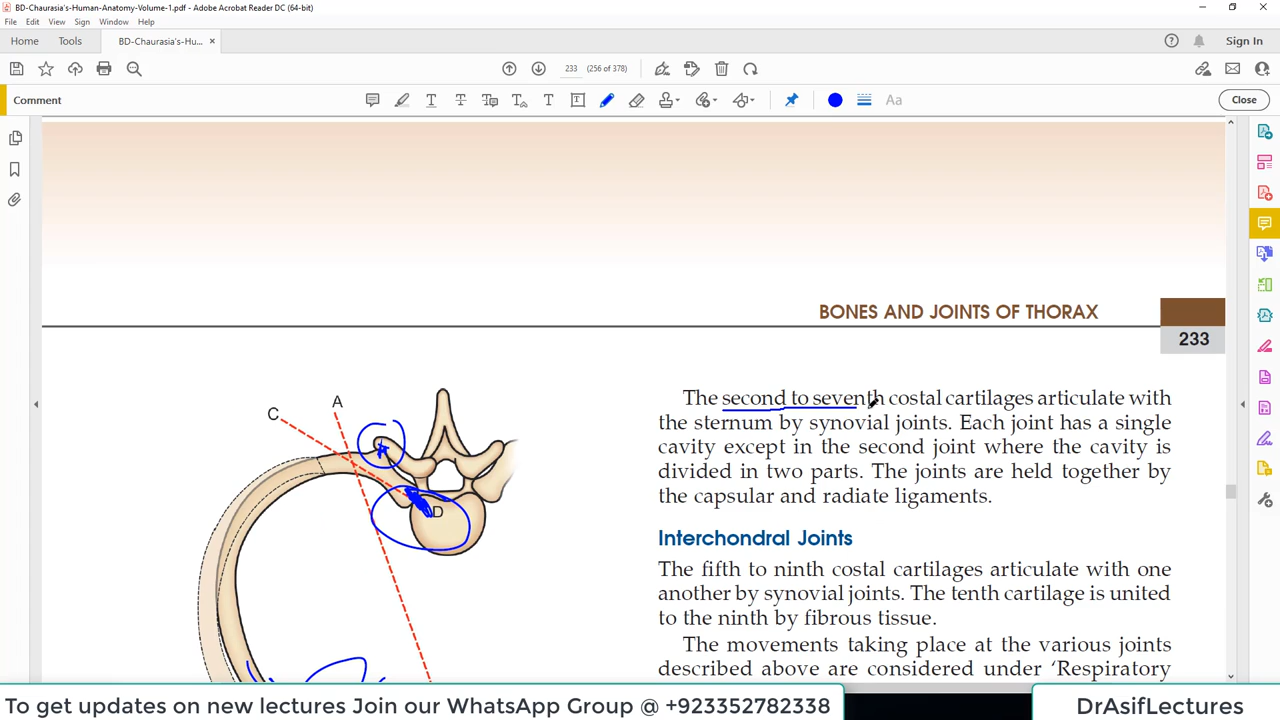 BD-Chaurasia's-Human-Anatomy-Volume-1.pdf - Adobe Acrobat Reader DC (64-bit)
File Edit View Sign Window Help
Home Tools BD-Chaurasia's-Hu... × Sign In
233 (256 of 378)
Comment Close
BONES AND JOINTS OF THORAX
233
The second to seventh costal cartilages articulate with
the sternum by synovial joints. Each joint has a single
cavity except in the second joint where the cavity is
divided in two parts. The joints are held together by
the capsular and radiate ligaments.
Interchondral Joints
The fifth to ninth costal cartilages articulate with one
another by synovial joints. The tenth cartilage is united
to the ninth by fibrous tissue.
The movements taking place at the various joints
described above are considered under ‘Respiratory
C
A
D
To get updates on new lectures Join our WhatsApp Group @ +923352782338
DrAsifLectures